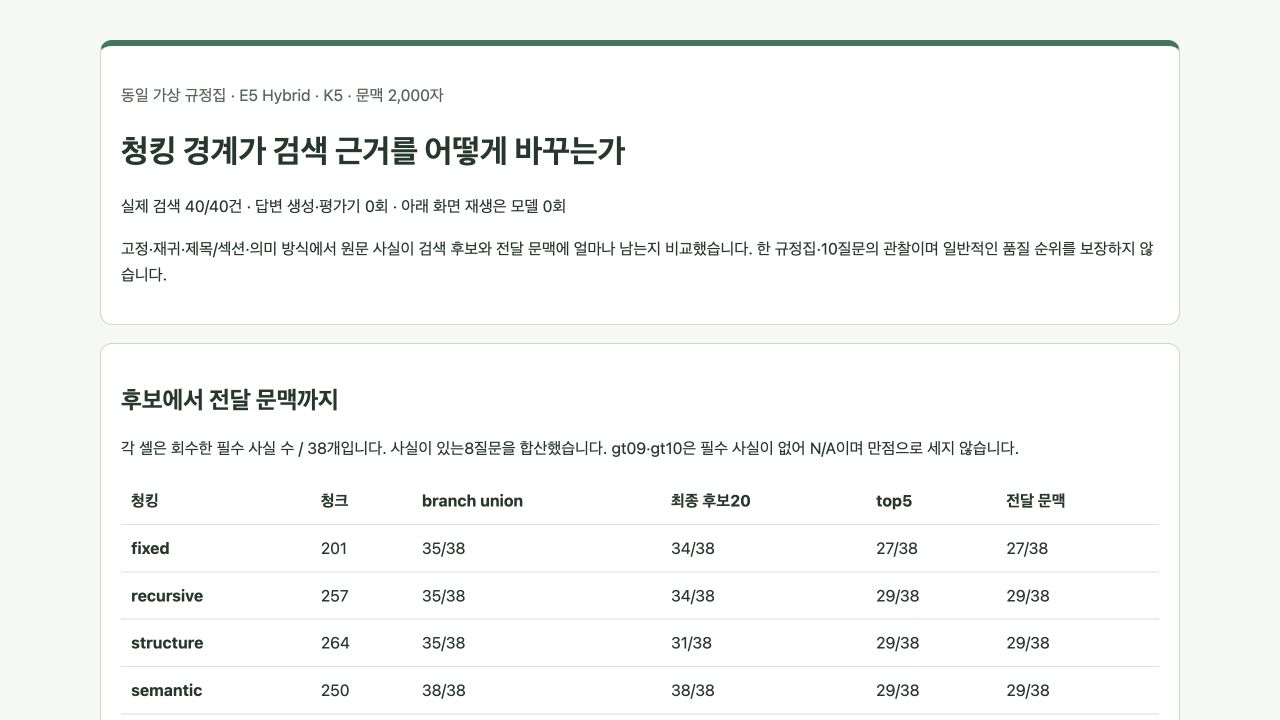 동일 가상 규정집 · E5 Hybrid · K5 · 문맥 2,000자
청킹 경계가 검색 근거를 어떻게 바꾸는가
실제 검색 40/40건 · 답변 생성·평가기 0회 · 아래 화면 재생은 모델 0회
고정·재귀·제목/섹션·의미 방식에서 원문 사실이 검색 후보와 전달 문맥에 얼마나 남는지 비교했습니다. 한 규정집·10질문의 관찰이며 일반적인 품질 순위를 보장하지 않
습니다.
후보에서 전달 문맥까지
각 셀은 회수한 필수 사실 수 / 38개입니다. 사실이 있는8질문을 합산했습니다. gt09·gt10은 필수 사실이 없어 N/A이며 만점으로 세지 않습니다.
청킹 청크 branch union 최종 후보20 top5 전달 문맥
fixed 201 35/38 34/38 27/38 27/38
recursive 257 35/38 34/38 29/38 29/38
structure 264 35/38 31/38 29/38 29/38
semantic 250 38/38 38/38 29/38 29/38